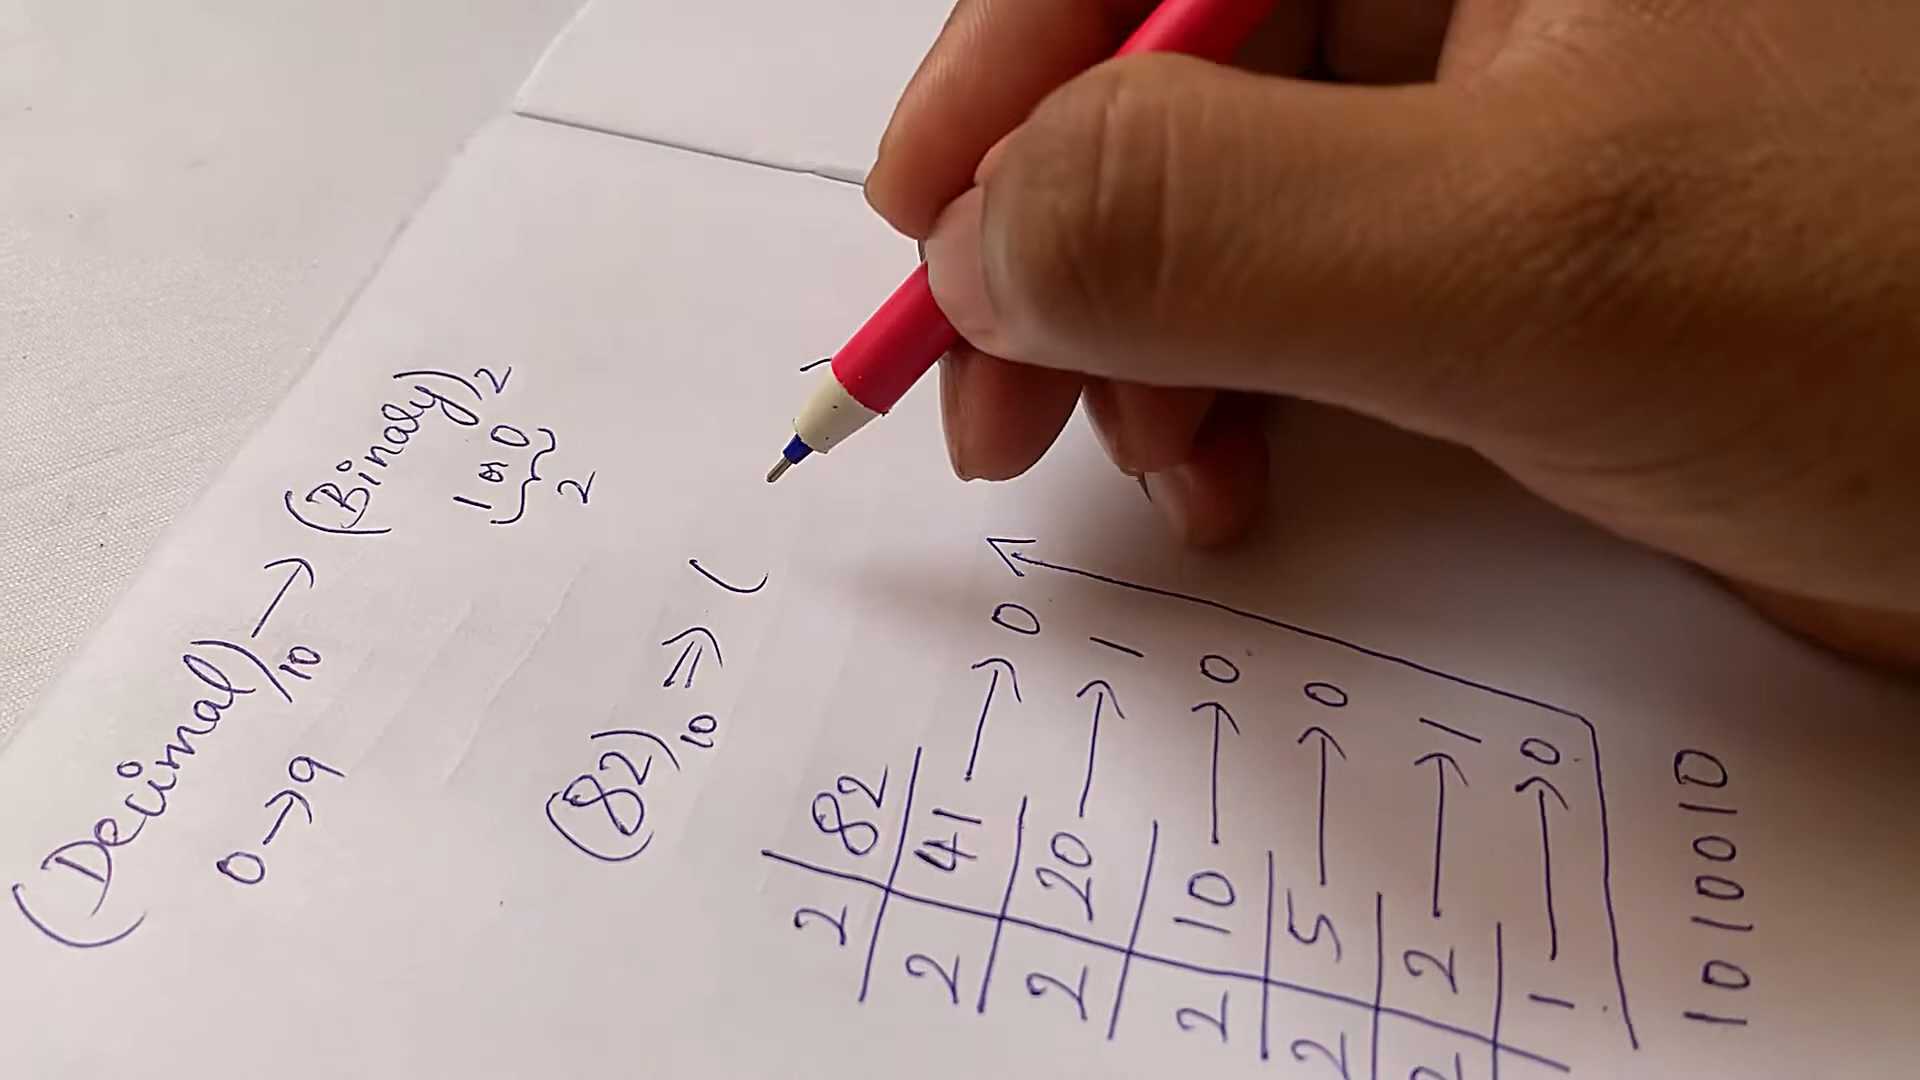 (Decimal)₁₀ → (Binary)₂
0 → 9
1 or 0
2
(82)₁₀ ⇒ (
2 | 82
2 | 41 → 0
2 | 20 → 1
2 | 10 → 0
2 | 5 → 0
2 | 2 → 1
1 → 0
1010010